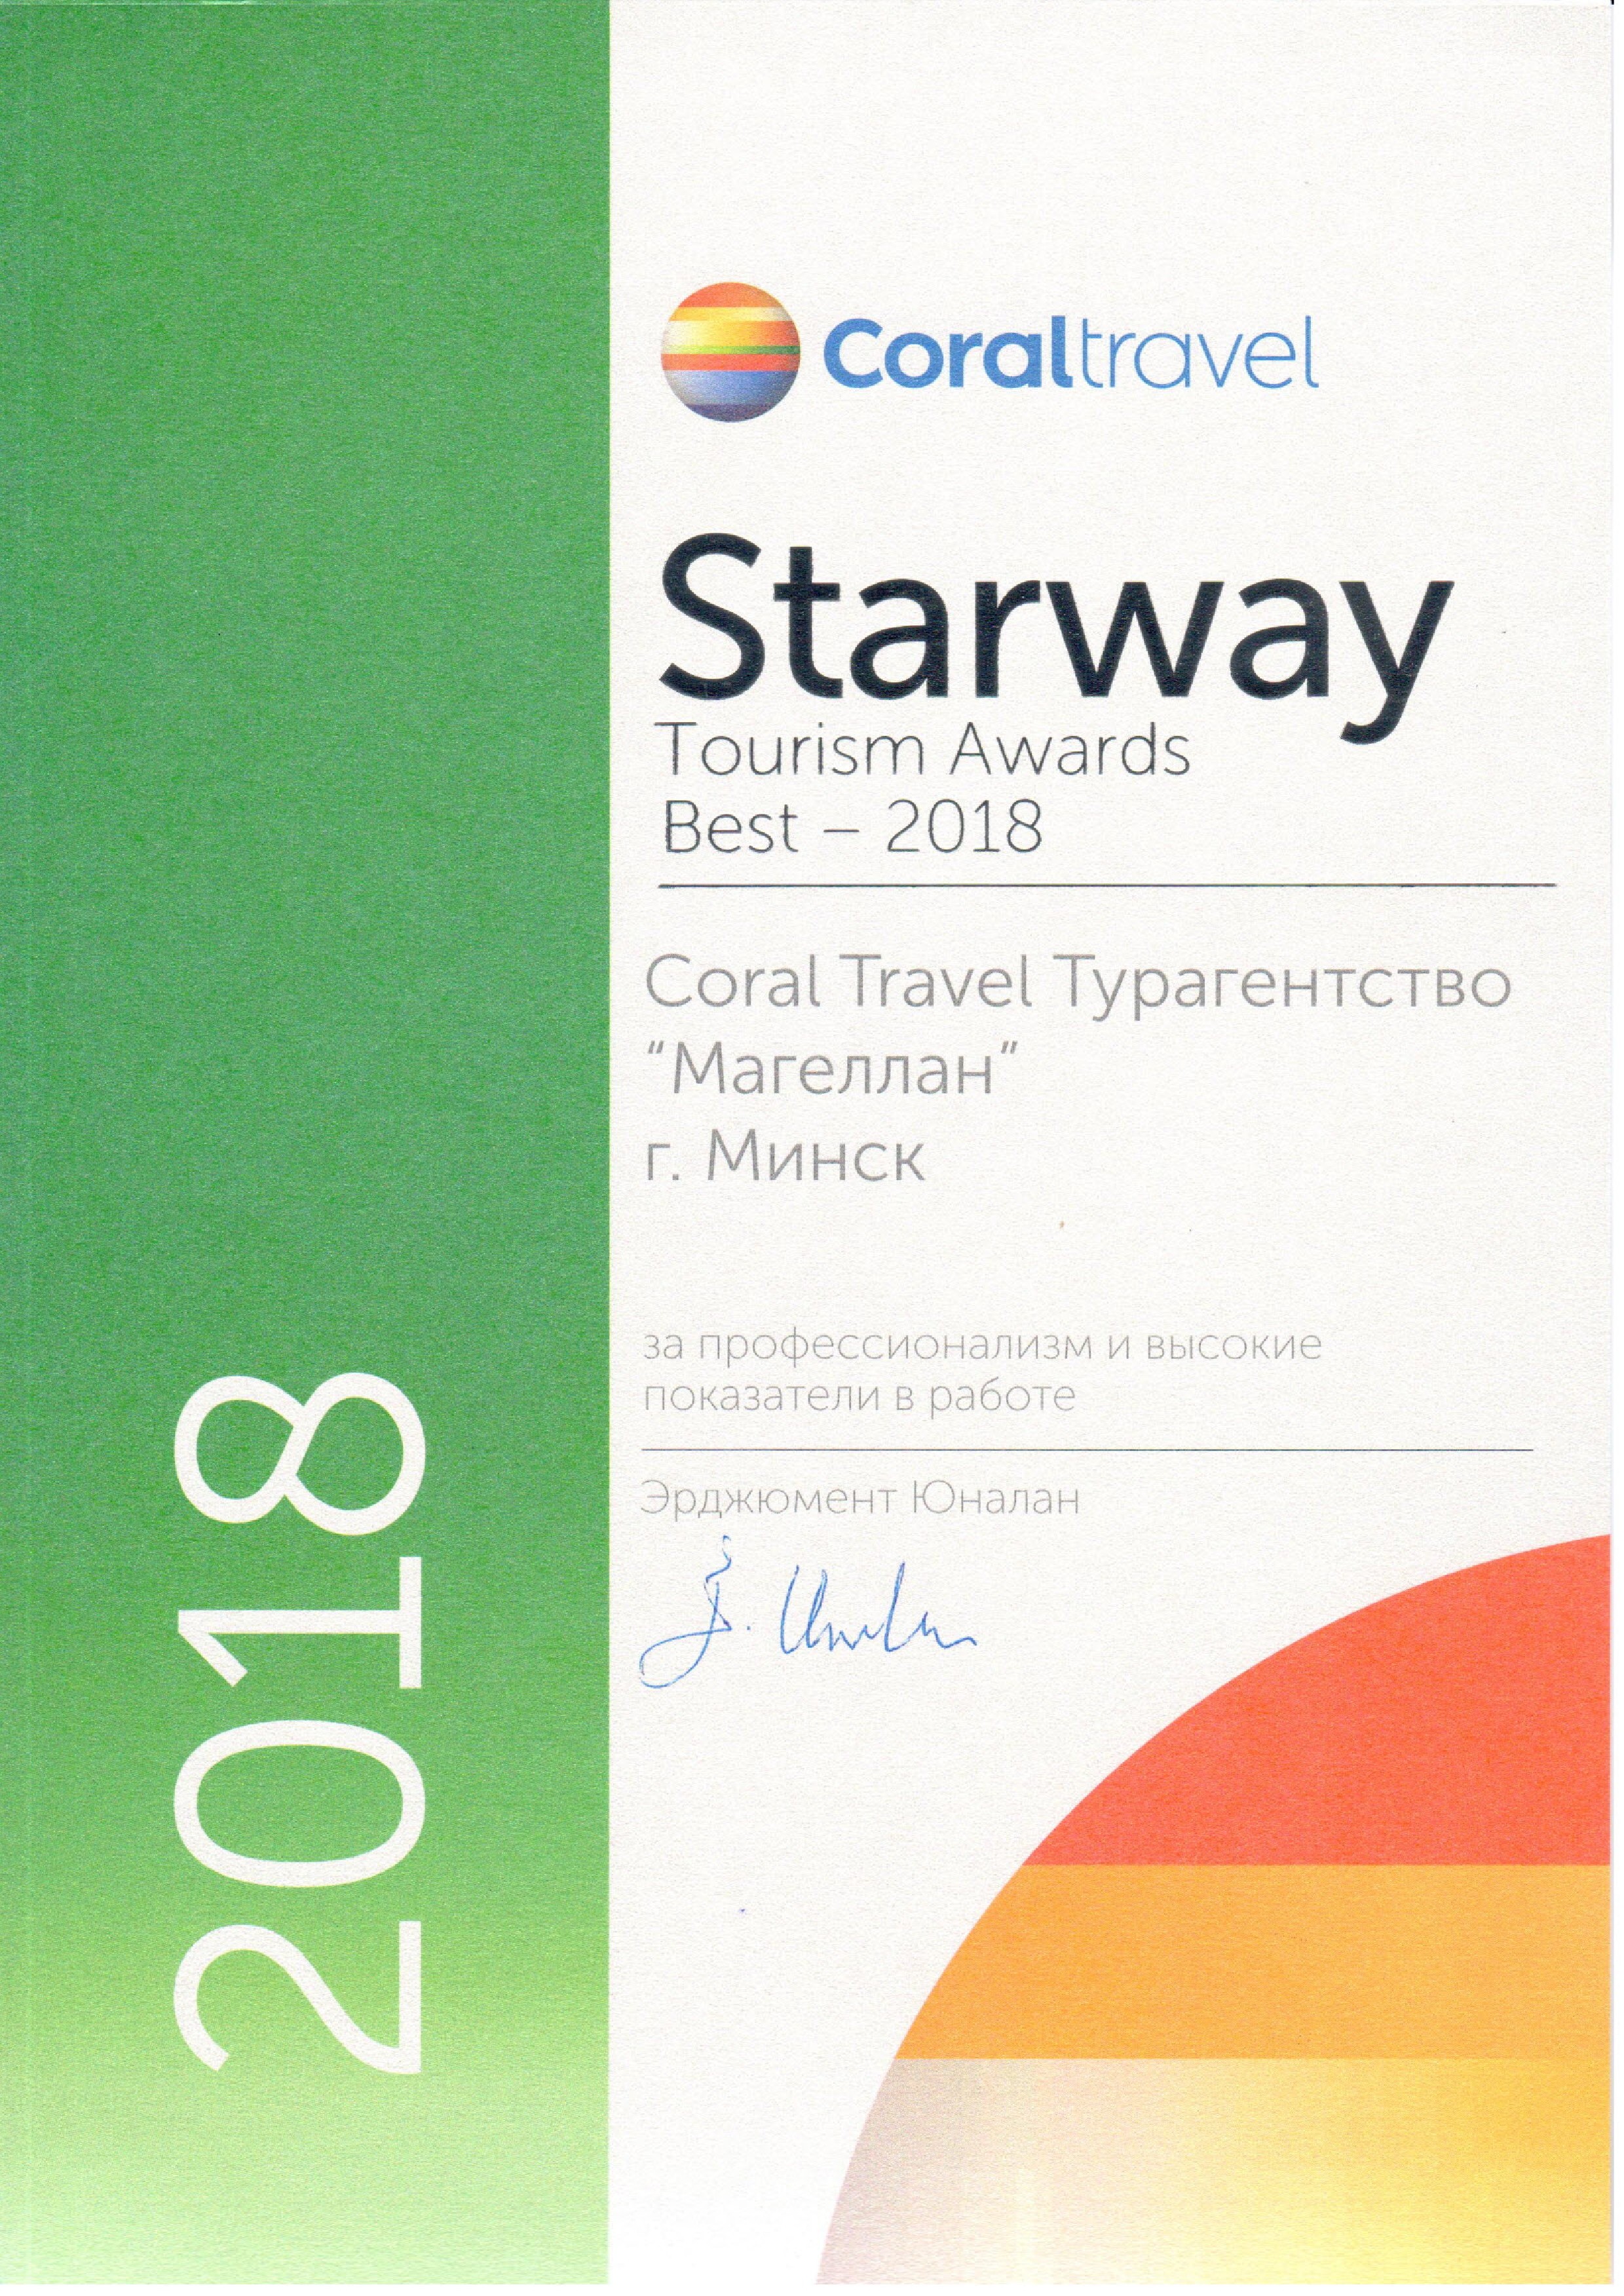 Coraltravel
Starway
Tourism Awards
Best – 2018
Coral Travel Турагентство
"Магеллан"
г. Минск
за профессионализм и высокие
показатели в работе
Эрджюмент Юналан
2018